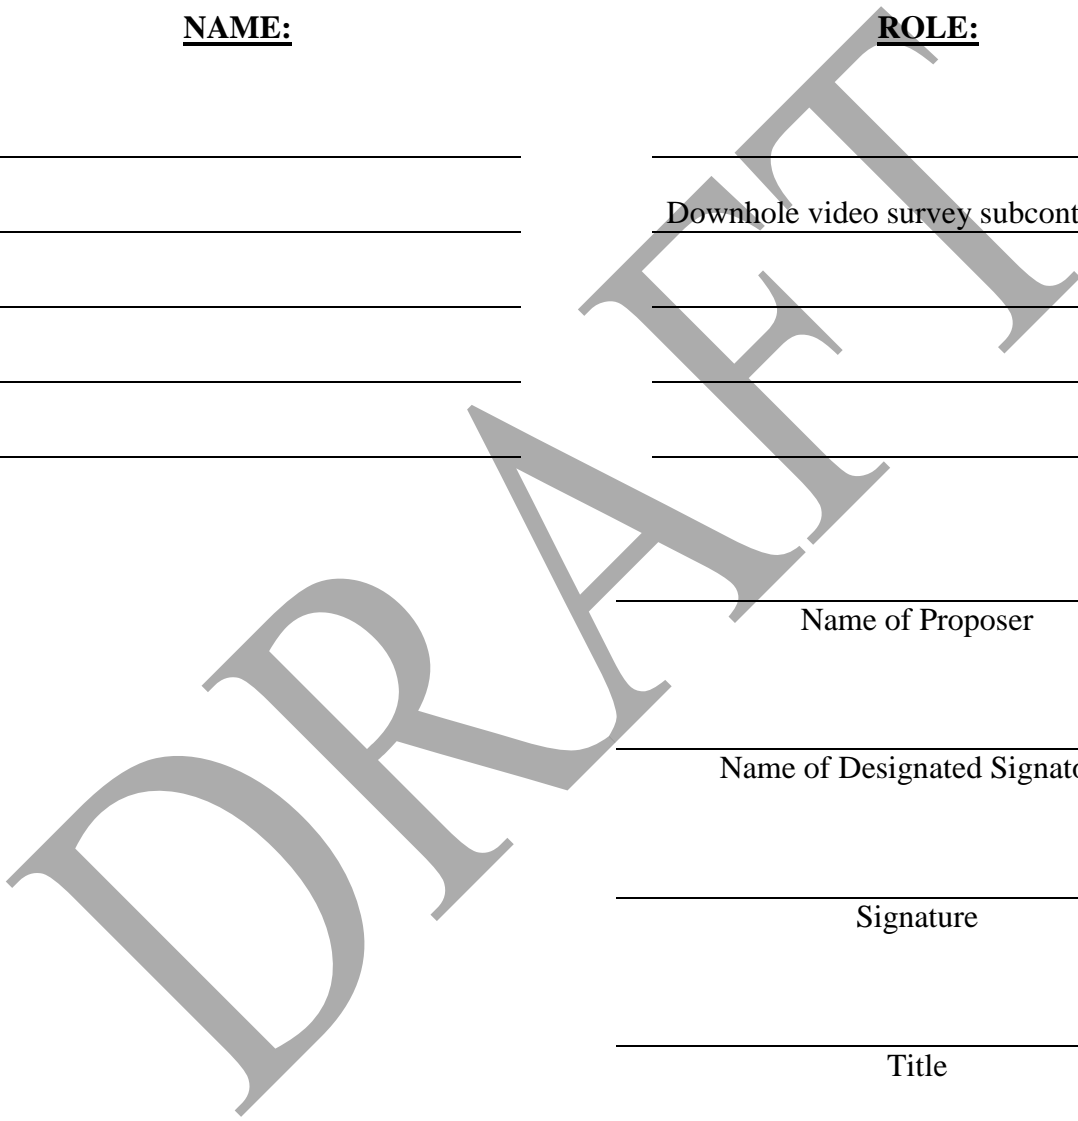 NAME: ROLE:
Downhole video survey subcont
Name of Proposer
Name of Designated Signato
Signature
Title
DRAFT